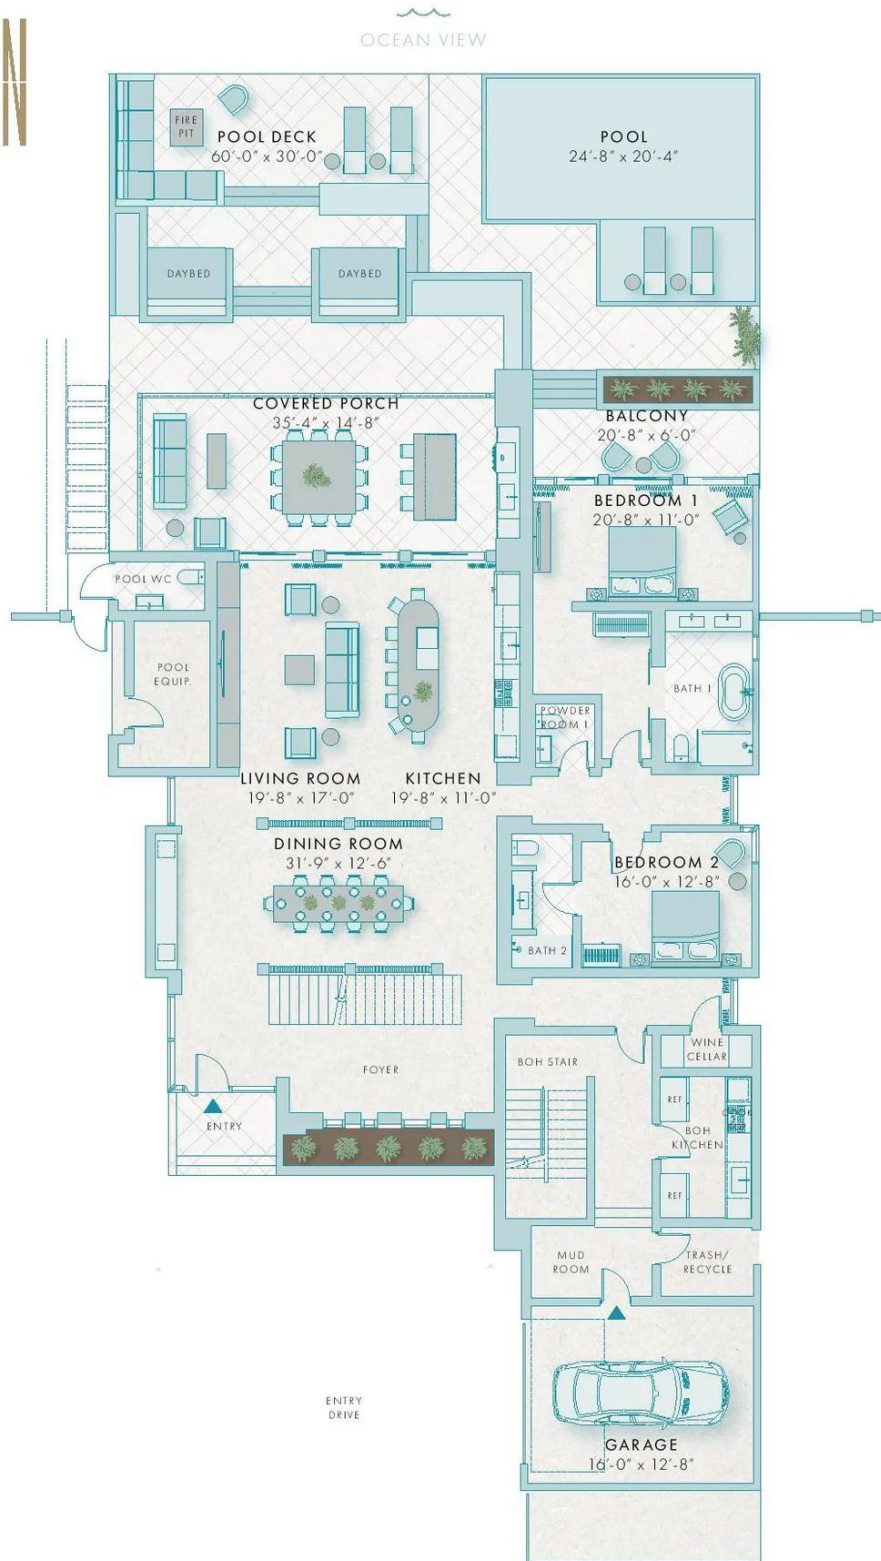 N
OCEAN VIEW
FIRE
PIT
POOL DECK
60'-0" x 30'-0"
POOL
24'-8" x 20'-4"
DAYBED
DAYBED
COVERED PORCH
35'-4" x 14'-8"
BALCONY
20'-8" x 6'-0"
BEDROOM 1
20'-8" x 11'-0"
POOL WC
POOL
EQUIP.
BATH 1
POWDER
ROOM 1
LIVING ROOM
19'-8" x 17'-0"
KITCHEN
19'-8" x 11'-0"
DINING ROOM
31'-9" x 12'-6"
BEDROOM 2
16'-0" x 12'-8"
BATH 2
WINE
CELLAR
BOH STAIR
FOYER
REF
COOK
BOH
KITCHEN
ENTRY
REF
MUD
ROOM
TRASH/
RECYCLE
ENTRY
DRIVE
GARAGE
16'-0" x 12'-8"